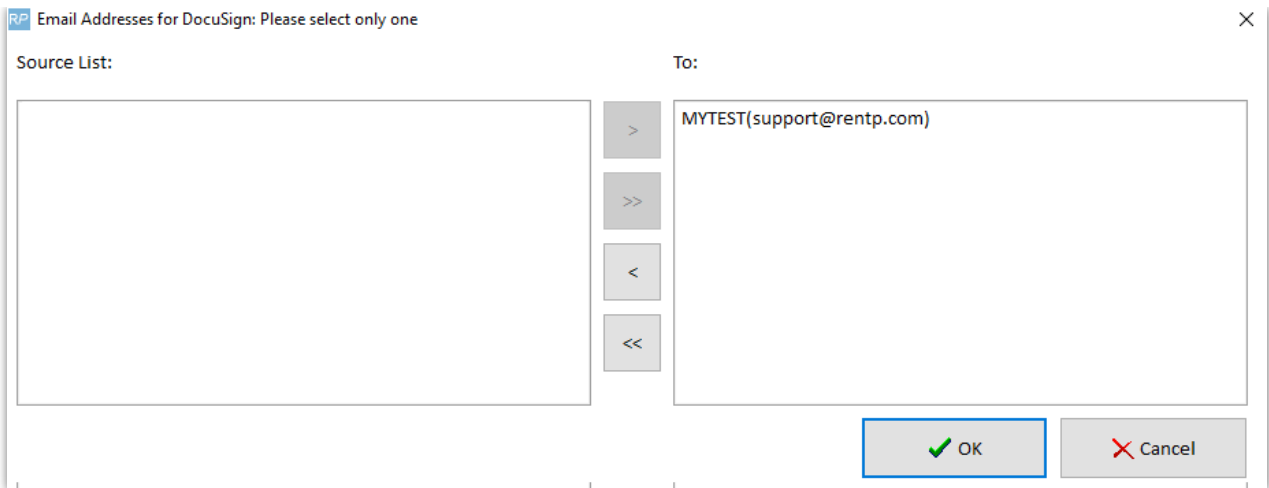 RP Email Addresses for DocuSign: Please select only one
Source List:
To:
MYTEST(support@rentp.com)
>
>>
<
<<
OK
Cancel